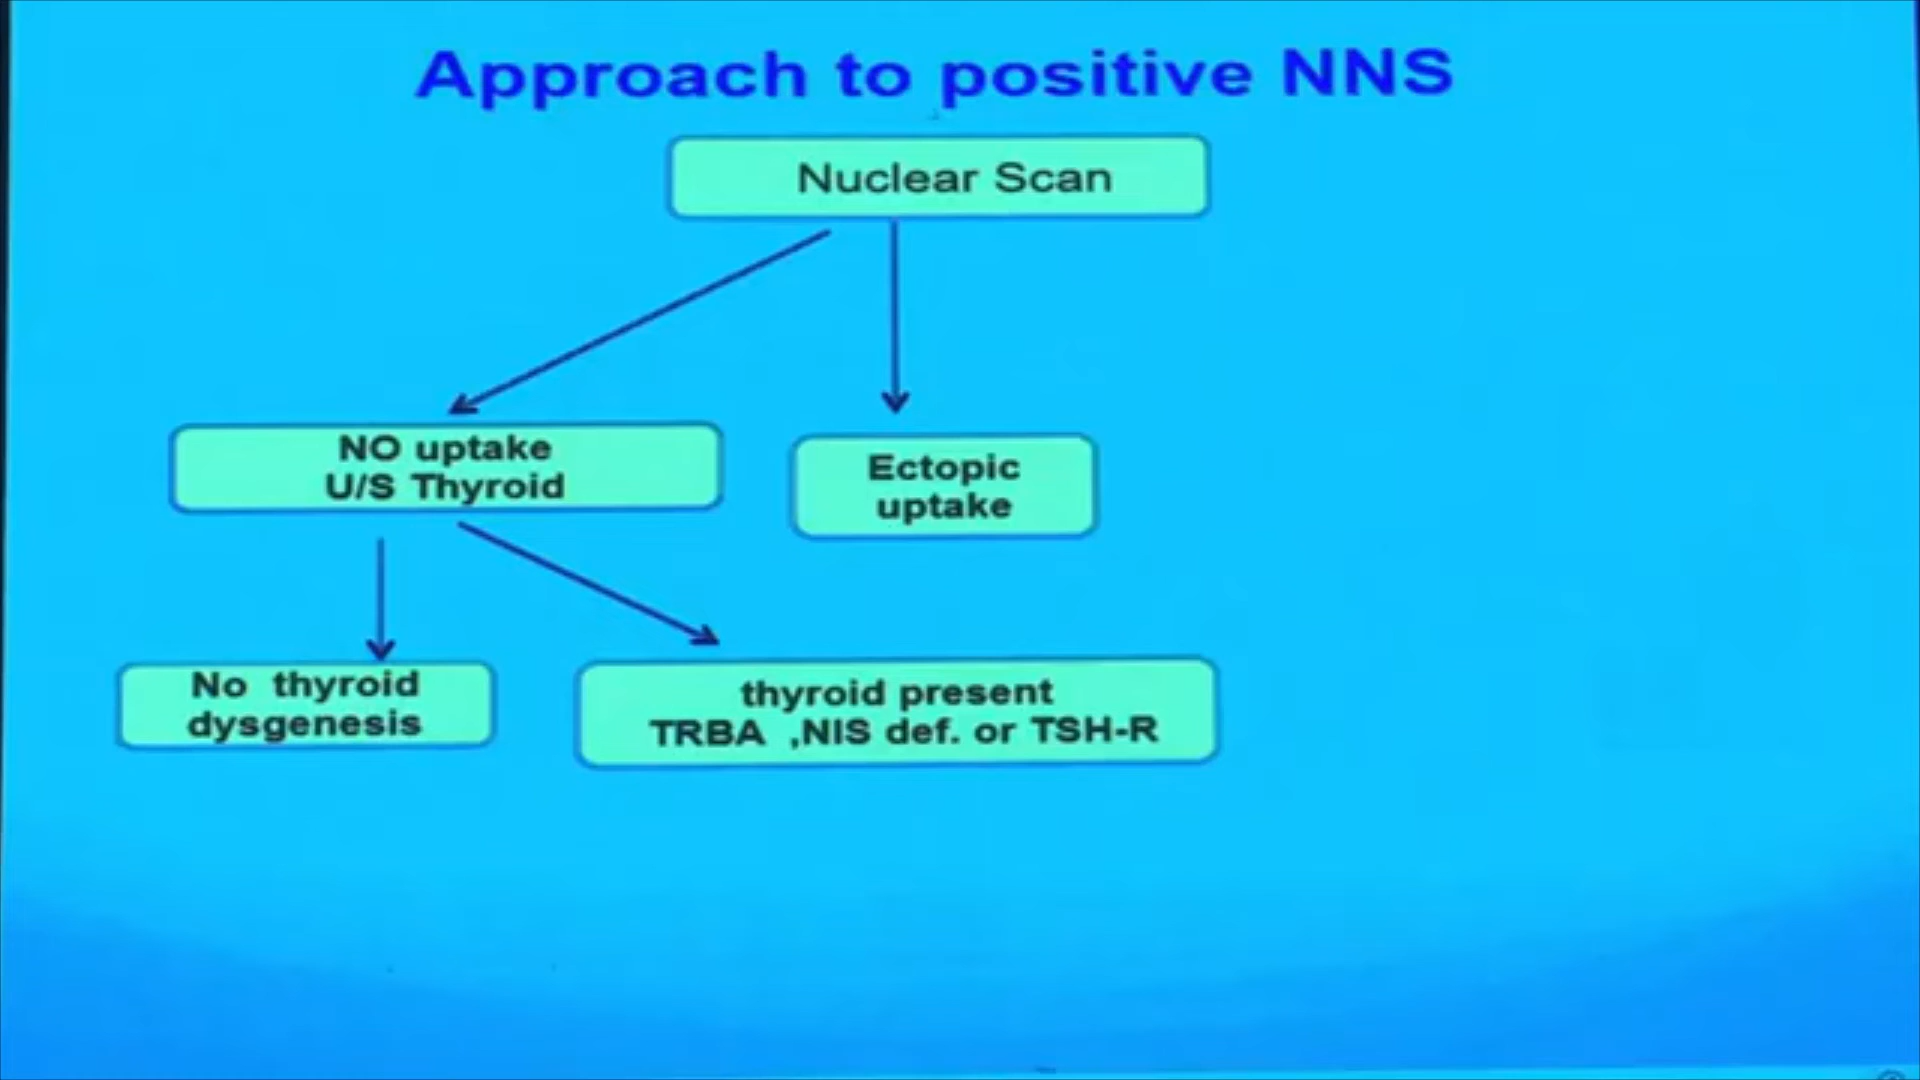 Approach to positive NNS
Nuclear Scan
NO uptake
U/S Thyroid
Ectopic
uptake
No thyroid
dysgenesis
thyroid present
TRBA ,NIS def. or TSH-R